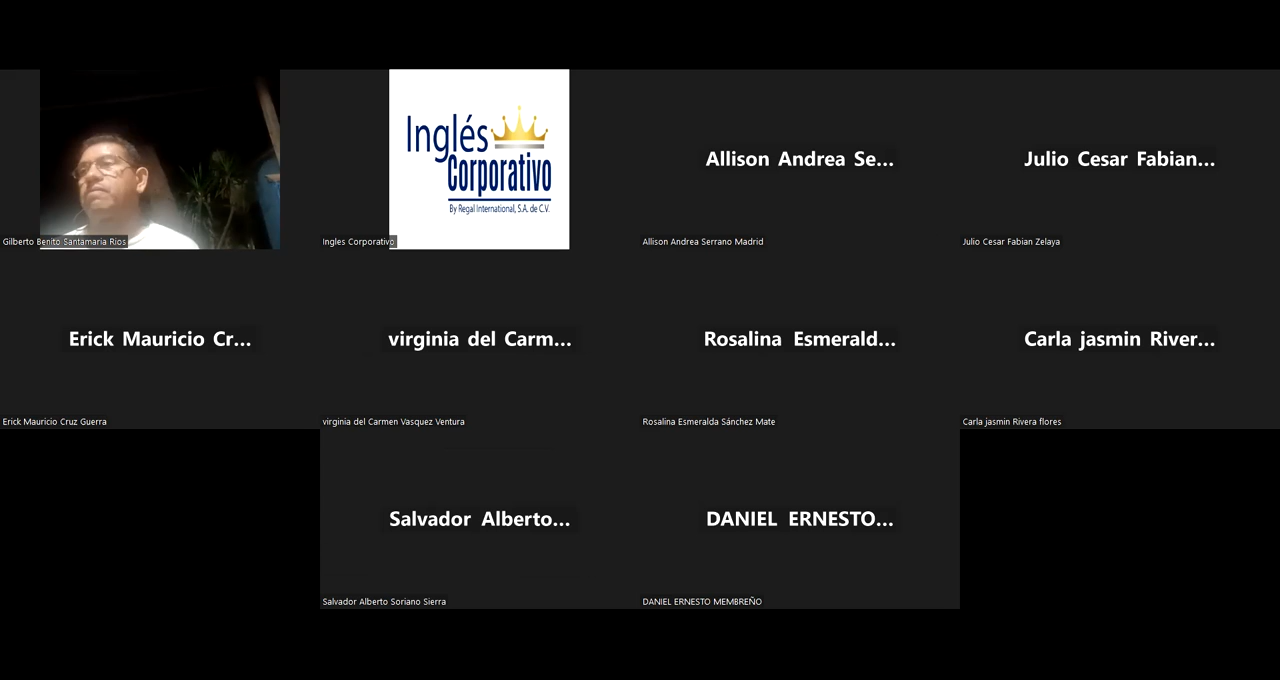 Inglés
Corporativo
By Regal International, S.A. de C.V.
Allison Andrea Se...
Julio Cesar Fabian...
Gilberto Benito Santamaria Rios
Ingles Corporativo
Allison Andrea Serrano Madrid
Julio Cesar Fabian Zelaya
Erick Mauricio Cr...
virginia del Carm...
Rosalina Esmerald...
Carla jasmin River...
Erick Mauricio Cruz Guerra
virginia del Carmen Vasquez Ventura
Rosalina Esmeralda Sánchez Mate
Carla jasmin Rivera flores
Salvador Alberto...
DANIEL ERNESTO...
Salvador Alberto Soriano Sierra
DANIEL ERNESTO MEMBREÑO